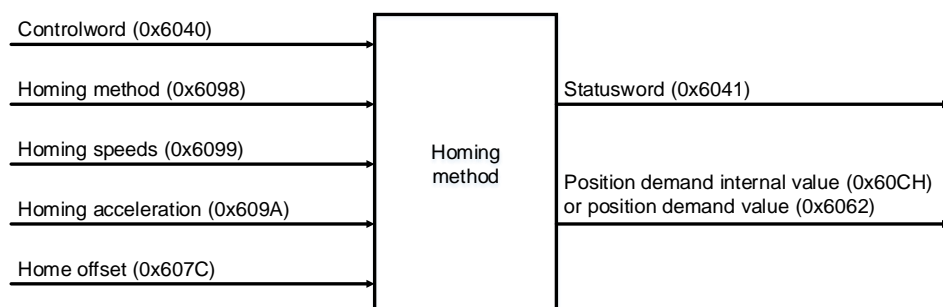 Controlword (0x6040)
Homing method (0x6098)
Homing speeds (0x6099)
Homing acceleration (0x609A)
Home offset (0x607C)
Homing
method
Statusword (0x6041)
Position demand internal value (0x60CH)
or position demand value (0x6062)